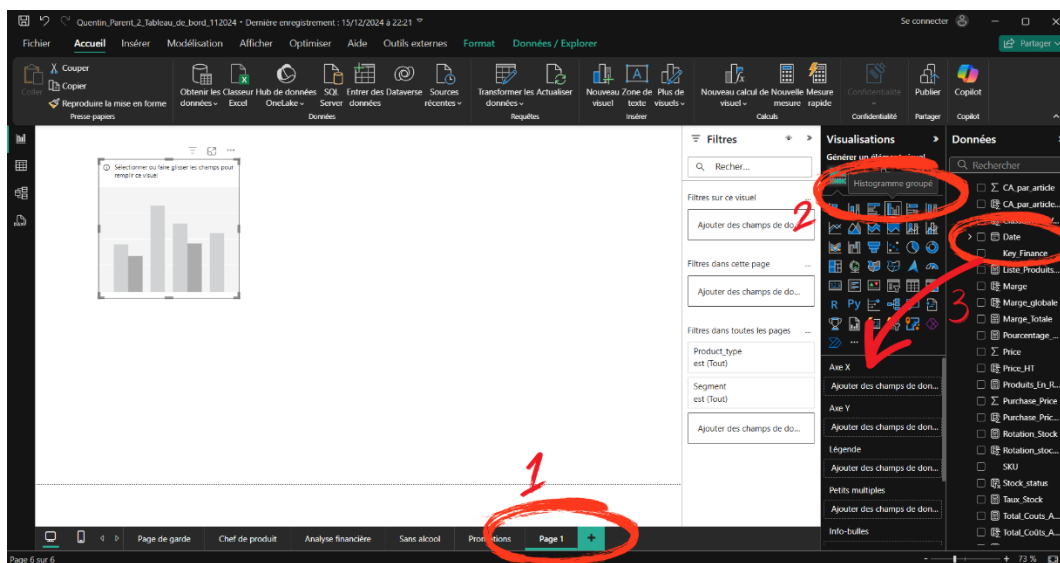 Quentin_Parent_2_Tableau_de_bord_112024 • Dernière enregistrement : 15/12/2024 à 22:21
Se connecter
Fichier Accueil Insérer Modélisation Afficher Optimiser Aide Outils externes Format Données / Explorer
Partager
Coller
Couper
Copier
Reproduire la mise en forme
Presse-papiers
Obtenir les données
Classeur Excel
Hub de données OneLake
SQL Server
Entrer des données
Dataverse
Sources récentes
Données
Transformer les données
Actualiser
Requêtes
Nouveau visuel
Zone de texte
Plus de visuels
Insérer
Nouveau calcul de visuel
Nouvelle mesure
Mesure rapide
Calculs
Confidentialité
Confidentialité
Publier
Partager
Copilot
Copilot
Sélectionner ou faire glisser les champs pour
remplir ce visuel
Filtres
Recher...
Filtres sur ce visuel
Ajouter des champs de do...
Filtres dans cette page
Ajouter des champs de do...
Filtres dans toutes les pages
Product_type
est (Tout)
Segment
est (Tout)
Ajouter des champs de do...
Visualisations
Générer un élément visuel
Histogramme groupé
2
R Py
Axe X
Ajouter des champs de don...
Axe Y
Ajouter des champs de don...
Légende
Ajouter des champs de don...
Petits multiples
Ajouter des champs de don...
Info-bulles
Données
Rechercher
CA_par_article
CA_par_article...
Date
Key_Finance
Liste_Produits...
Marge
Marge_globale
Marge_Totale
Pourcentage_...
Price
Price_HT
Produits_En_R...
Purchase_Price
Purchase_Pric...
Rotation_Stock
Rotation_stoc...
SKU
Stock_status
Taux_Stock
Total_Couts_A...
Total_Coûts_A...
3
1
Page de garde Chef de produit Analyse financière Sans alcool Promotions Page 1 +
Page 6 sur 6
- + 73 %